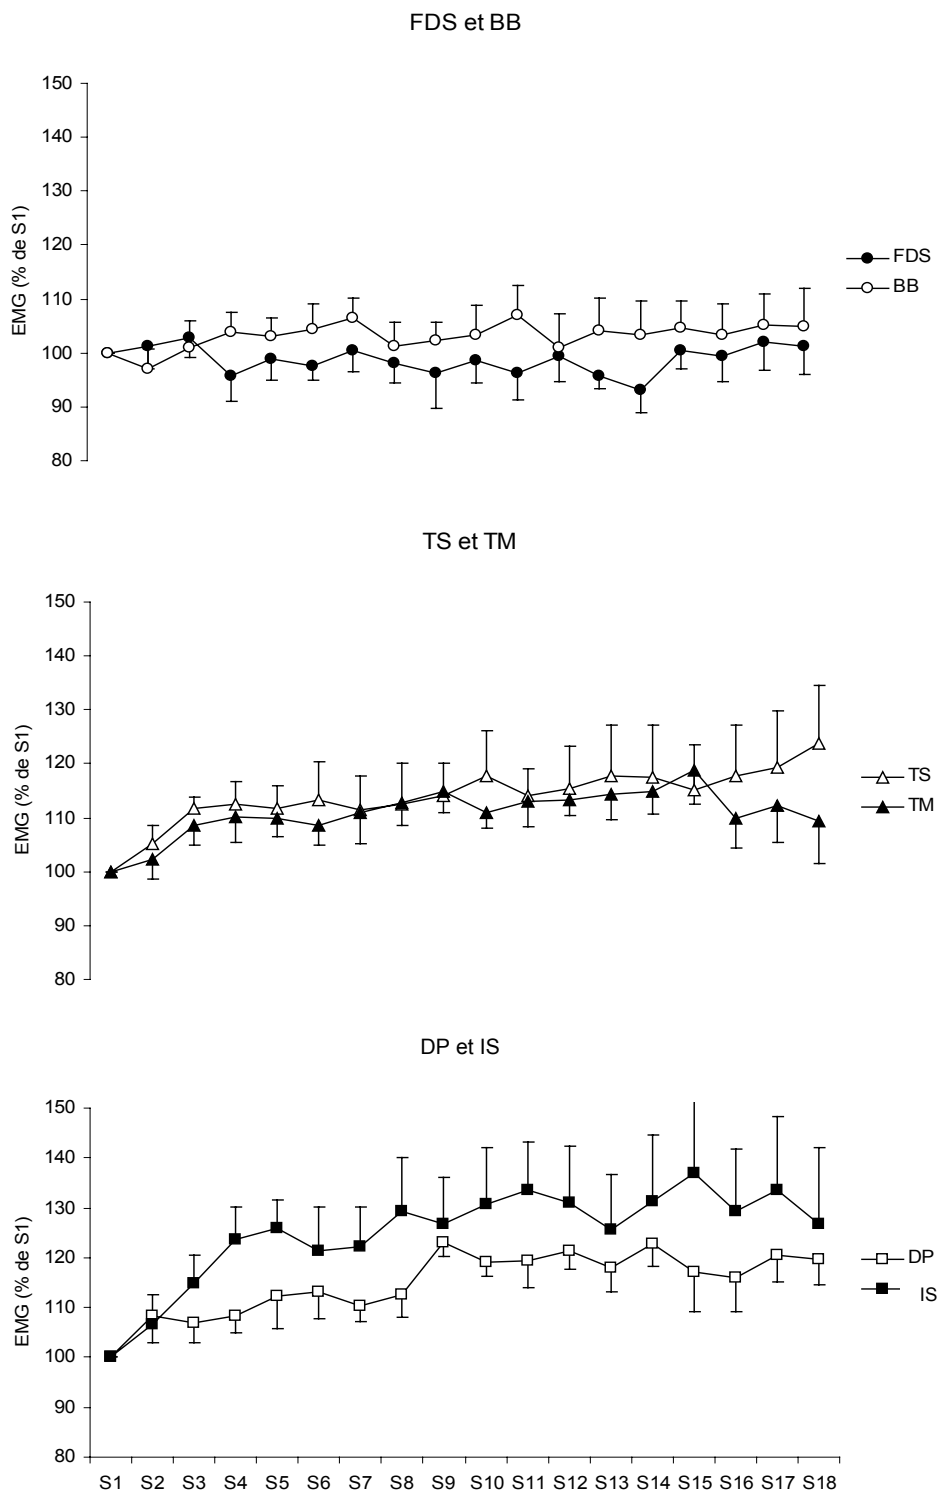 FDS et BB
150
140
130
120
110
100
90
80
EMG (% de S1)
FDS
BB
TS et TM
150
140
130
120
110
100
90
80
EMG (% de S1)
TS
TM
DP et IS
150
140
130
120
110
100
90
80
EMG (% de S1)
DP
IS
S1 S2 S3 S4 S5 S6 S7 S8 S9 S10 S11 S12 S13 S14 S15 S16 S17 S18